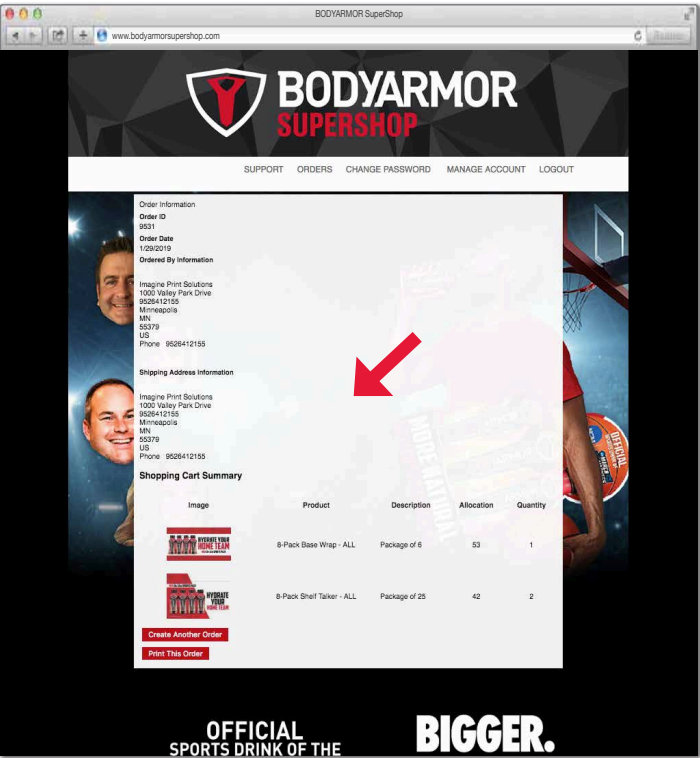 BODYARMOR SuperShop
www.bodyarmorsupershop.com
BODYARMOR
SUPERSHOP
SUPPORT ORDERS CHANGE PASSWORD MANAGE ACCOUNT LOGOUT
Order Information
Order ID
9531
Order Date
1/29/2019
Ordered By Information
Imagine Print Solutions
1000 Valley Park Drive
9526412155
Minneapolis
MN
55379
US
Phone 9526412155
Shipping Address Information
Imagine Print Solutions
1000 Valley Park Drive
9526412155
Minneapolis
MN
55379
US
Phone 9526412155
MORE NATURAL
OFFICIAL
Shopping Cart Summary
Image Product Description Allocation Quantity
HYDRATE YOUR
HOME TEAM
8-Pack Base Wrap - ALL Package of 6 53 1
HYDRATE
YOUR
HOME TEAM
8-Pack Shelf Talker - ALL Package of 25 42 2
Create Another Order
Print This Order
OFFICIAL
SPORTS DRINK OF THE
BIGGER.